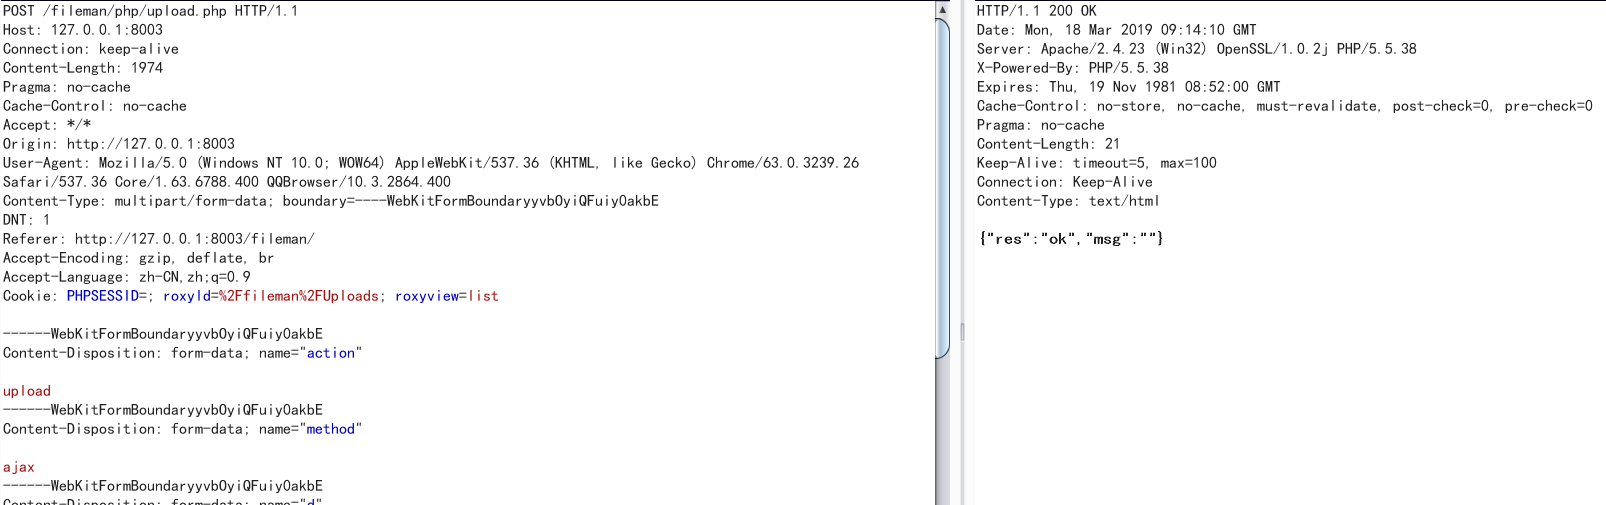 POST /fileman/php/upload.php HTTP/1.1
Host: 127.0.0.1:8003
Connection: keep-alive
Content-Length: 1974
Pragma: no-cache
Cache-Control: no-cache
Accept: */*
Origin: http://127.0.0.1:8003
User-Agent: Mozilla/5.0 (Windows NT 10.0; WOW64) AppleWebKit/537.36 (KHTML, like Gecko) Chrome/63.0.3239.26
Safari/537.36 Core/1.63.6788.400 QQBrowser/10.3.2864.400
Content-Type: multipart/form-data; boundary=----WebKitFormBoundaryyvbOyiQFuiy0akbE
DNT: 1
Referer: http://127.0.0.1:8003/fileman/
Accept-Encoding: gzip, deflate, br
Accept-Language: zh-CN,zh;q=0.9
Cookie: PHPSESSID=; roxyld=%2Ffileman%2FUploads; roxyview=list
------WebKitFormBoundaryyvbOyiQFuiy0akbE
Content-Disposition: form-data; name="action"
upload
------WebKitFormBoundaryyvbOyiQFuiy0akbE
Content-Disposition: form-data; name="method"
ajax
------WebKitFormBoundaryyvbOyiQFuiy0akbE
Content-Disposition: form-data; name="d"
HTTP/1.1 200 OK
Date: Mon, 18 Mar 2019 09:14:10 GMT
Server: Apache/2.4.23 (Win32) OpenSSL/1.0.2j PHP/5.5.38
X-Powered-By: PHP/5.5.38
Expires: Thu, 19 Nov 1981 08:52:00 GMT
Cache-Control: no-store, no-cache, must-revalidate, post-check=0, pre-check=0
Pragma: no-cache
Content-Length: 21
Keep-Alive: timeout=5, max=100
Connection: Keep-Alive
Content-Type: text/html
{"res":"ok","msg":""}